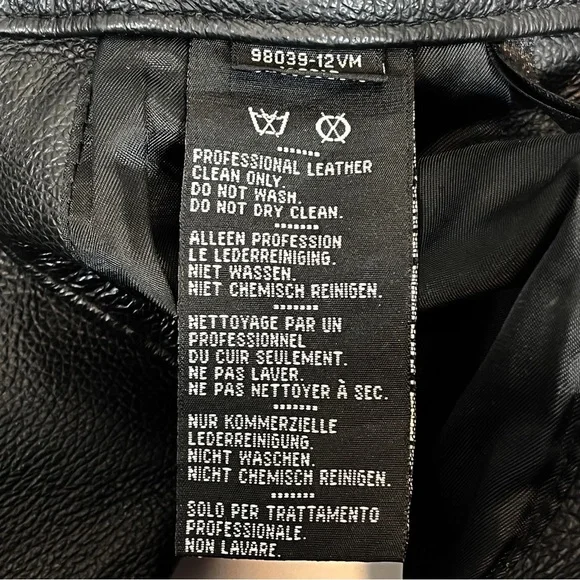 98039-12VM
PROFESSIONAL LEATHER
CLEAN ONLY.
DO NOT WASH.
DO NOT DRY CLEAN.
ALLEEN PROFESSION
LE LEDERREINIGING.
NIET WASSEN.
NIET CHEMISCH REINIGEN.
NETTOYAGE PAR UN
PROFESSIONNEL
DU CUIR SEULEMENT.
NE PAS LAVER.
NE PAS NETTOYER À SEC.
NUR KOMMERZIELLE
LEDERREINIGUNG.
NICHT WASCHEN.
NICHT CHEMISCH REINIGEN.
SOLO PER TRATTAMENTO
PROFESSIONALE.
NON LAVARE.